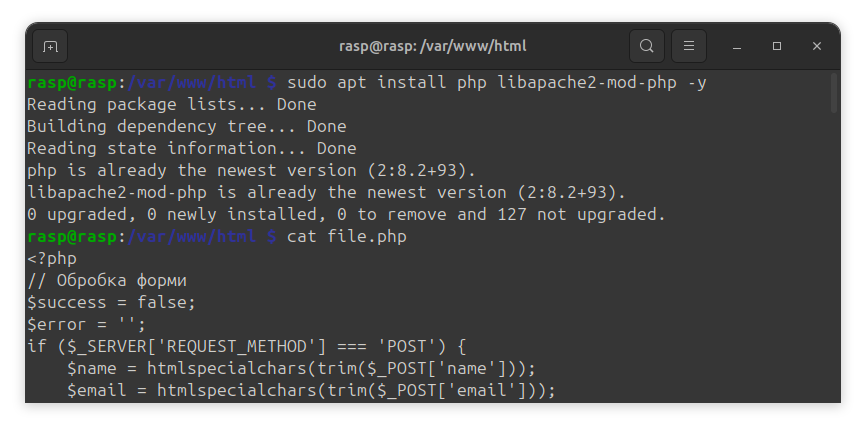 rasp@rasp: /var/www/html
rasp@rasp:/var/www/html $ sudo apt install php libapache2-mod-php -y
Reading package lists... Done
Building dependency tree... Done
Reading state information... Done
php is already the newest version (2:8.2+93).
libapache2-mod-php is already the newest version (2:8.2+93).
0 upgraded, 0 newly installed, 0 to remove and 127 not upgraded.
rasp@rasp:/var/www/html $ cat file.php
<?php
// Обробка форми
$success = false;
$error = '';
if ($_SERVER['REQUEST_METHOD'] === 'POST') {
    $name = htmlspecialchars(trim($_POST['name']));
    $email = htmlspecialchars(trim($_POST['email']));